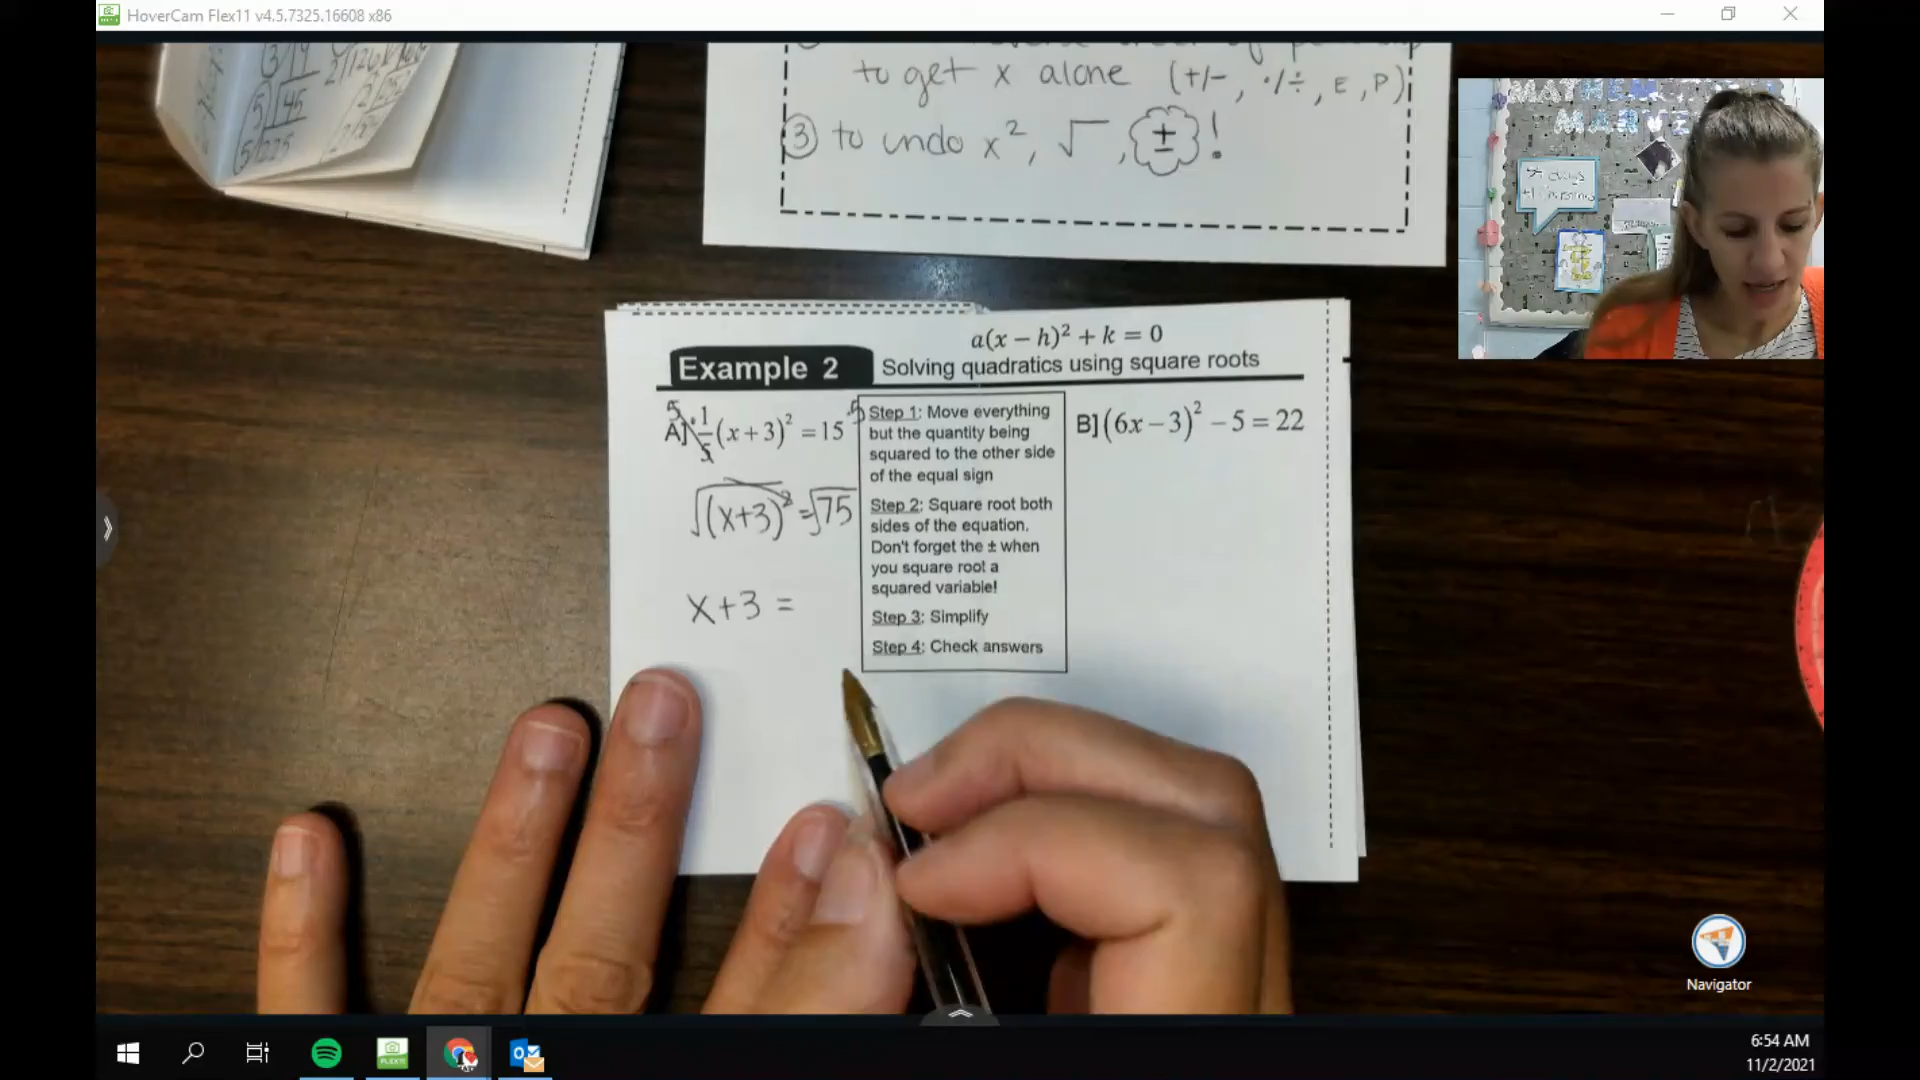 HoverCam Flex11 v4.5.7325.16608 x86
to get x alone (+/-, ·/÷, E, P)
③ to undo x², √, ±!
a(x − h)² + k = 0
Example 2 Solving quadratics using square roots
5 5
A] 1/5 (x + 3)² = 15
√(x+3)² = √75
x+3 =
Step 1: Move everything
but the quantity being
squared to the other side
of the equal sign
Step 2: Square root both
sides of the equation.
Don't forget the ± when
you square root a
squared variable!
Step 3: Simplify
Step 4: Check answers
B] (6x − 3)² − 5 = 22
Navigator
6:54 AM
11/2/2021